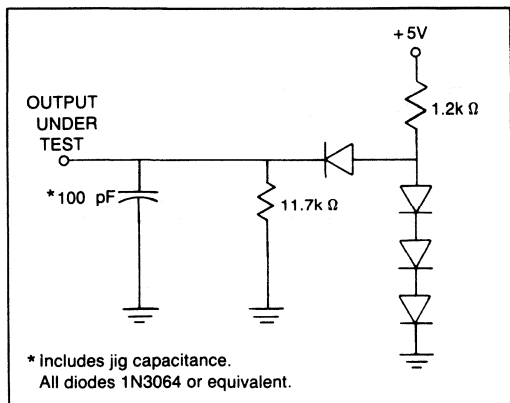 +5V
1.2k Ω
OUTPUT
UNDER
TEST
*100 pF
11.7k Ω
* Includes jig capacitance.
All diodes 1N3064 or equivalent.